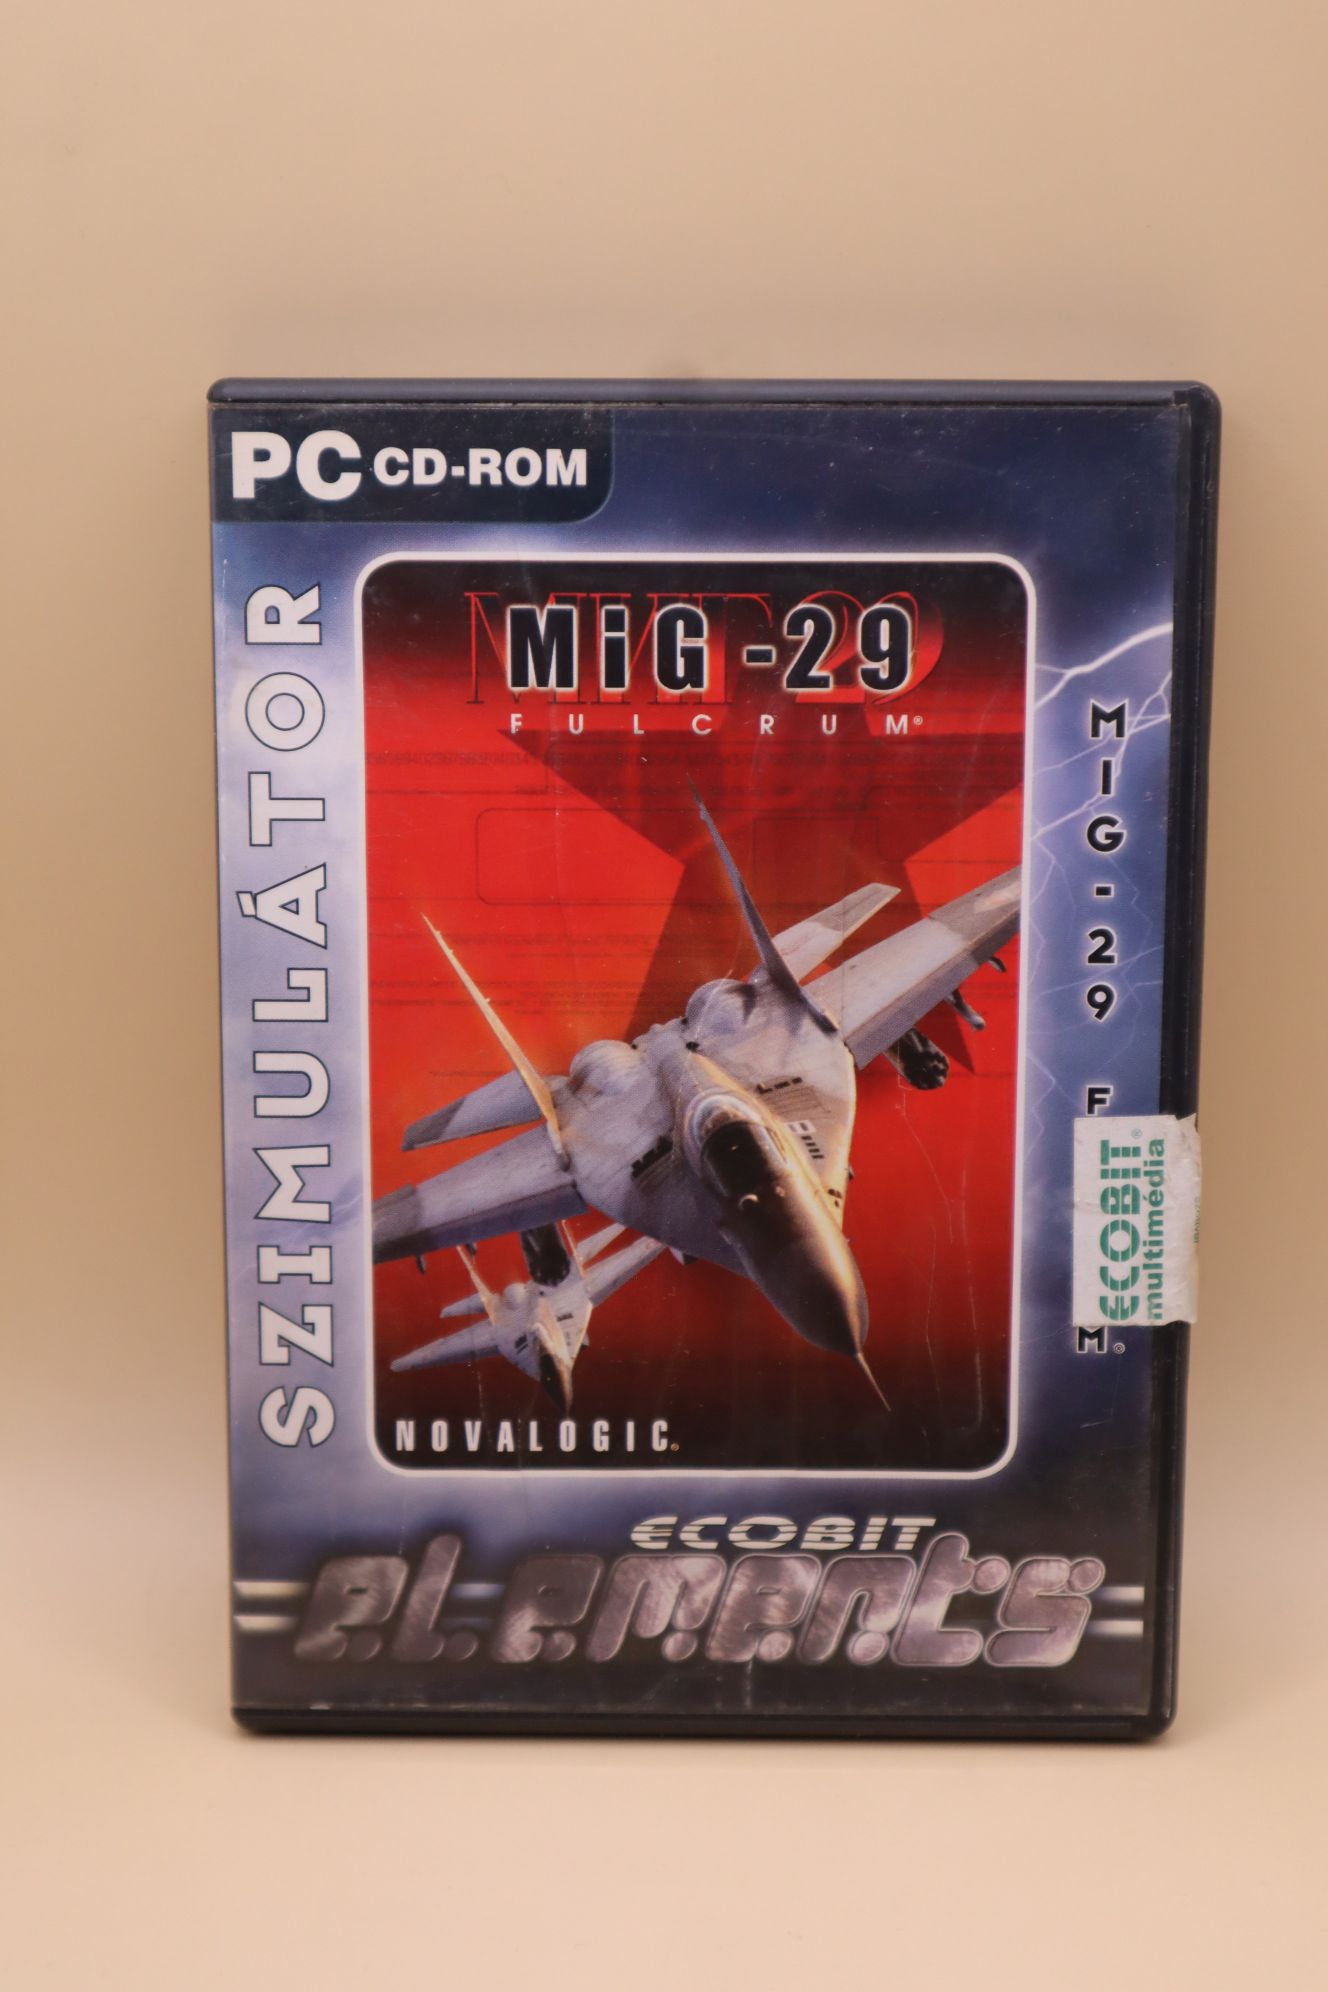 PC CD-ROM
SZIMULÁTOR
MiG-29
FULCRUM®
MIG-29 F
M.©
ECOBIT®
multimédia
NOVALOGIC®
ECOBIT
elements